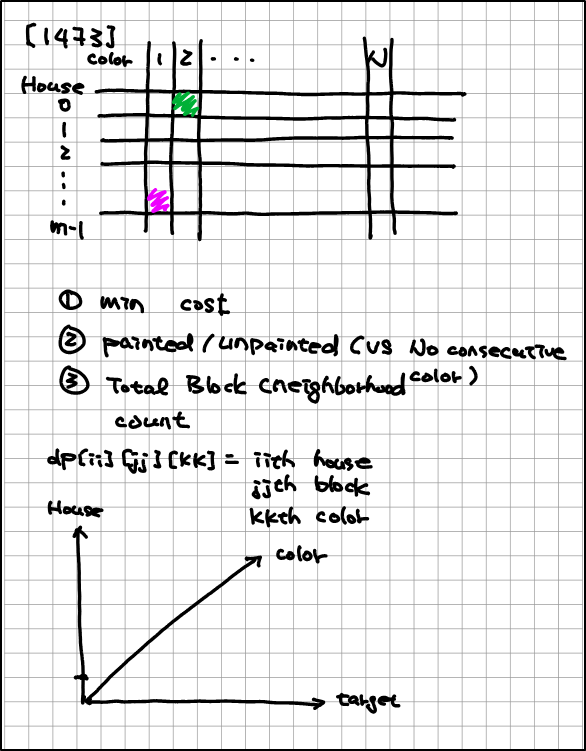 [1473]
color 1 2 . . . N
House
0
1
2
:
:
m-1
① min cost
② painted / unpainted (vs No consecutive color)
③ Total Block (neighborhood
count
dp[ii][jj][kk] = iith house
jjth block
kkth color
House
color
target